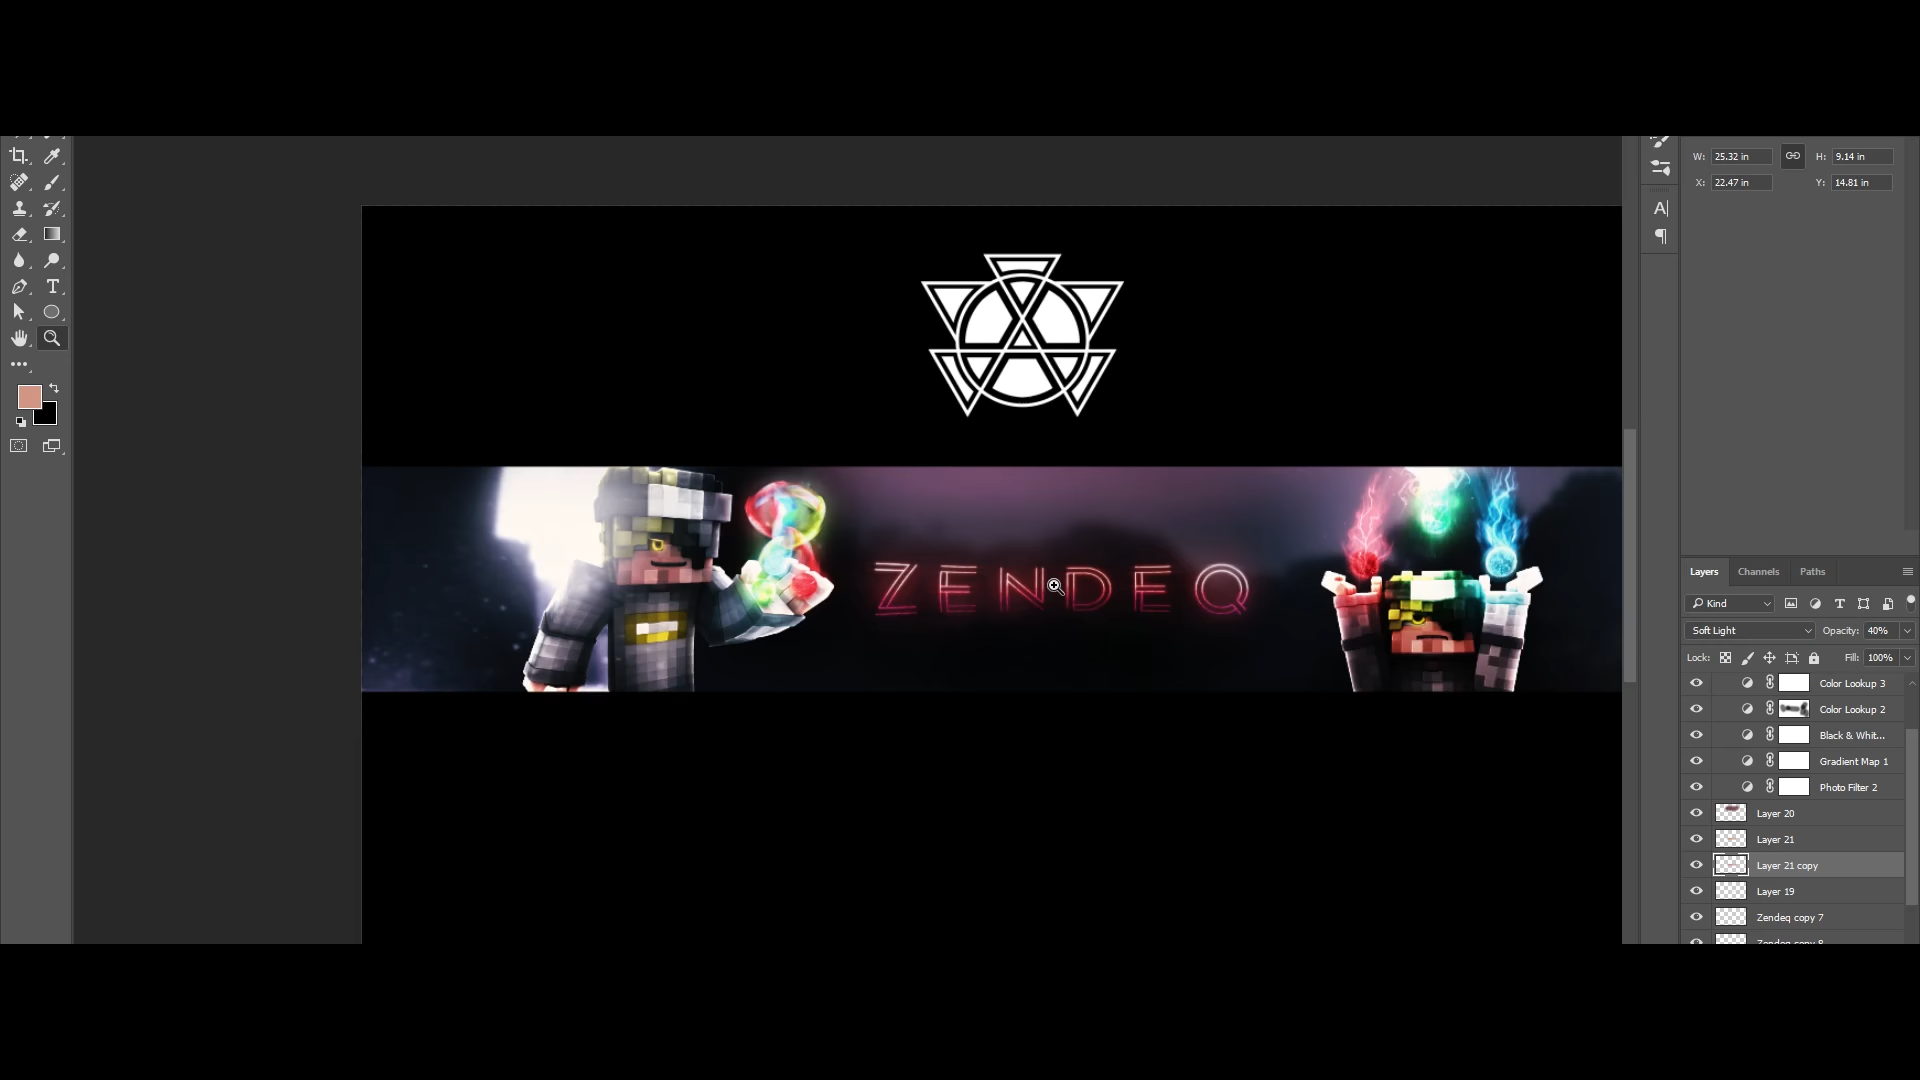 W: 25.32 in H: 9.14 in
X: 22.47 in Y: 14.81 in
A
T
ZENDEQ
Layers Channels Paths
Kind T
Soft Light Opacity: 40%
Lock: Fill: 100%
Color Lookup 3
Color Lookup 2
Black & Whit...
Gradient Map 1
Photo Filter 2
Layer 20
Layer 21
Layer 21 copy
Layer 19
Zendeq copy 7